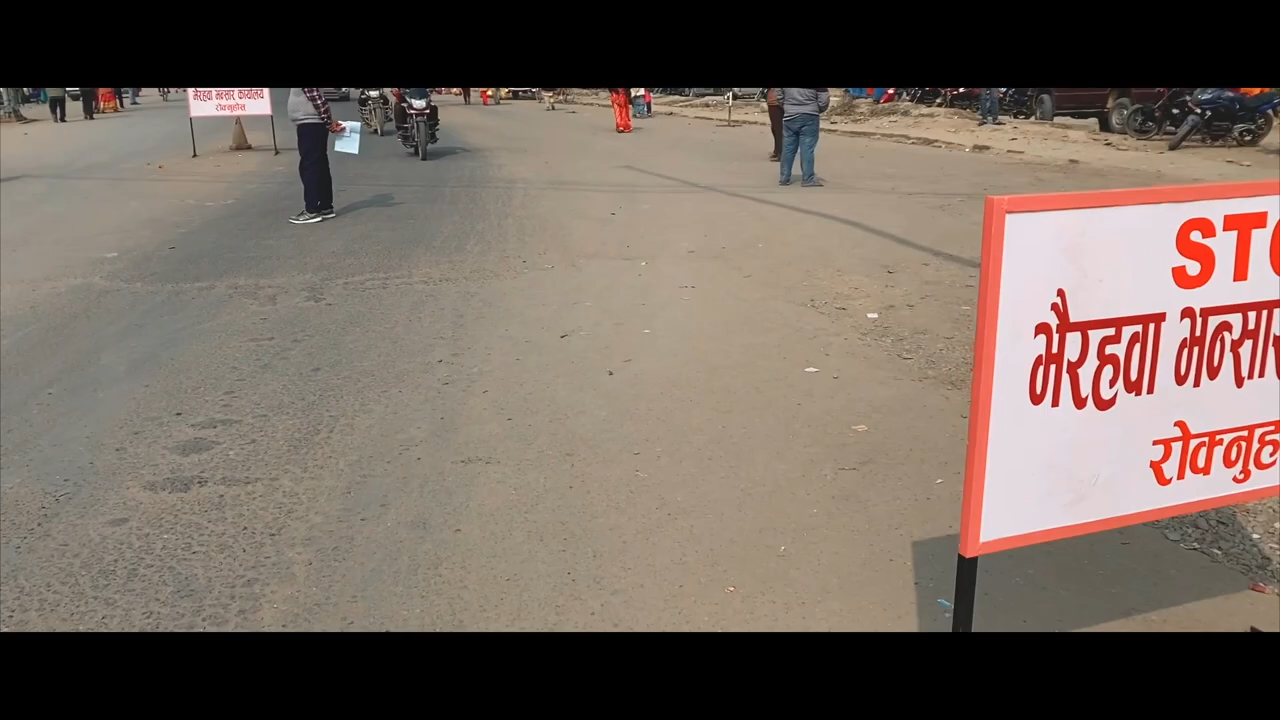 भैरहवा भन्सार कार्यालय
रोक्नुहोस्
STO
भैरहवा भन्सार
रोक्नुह